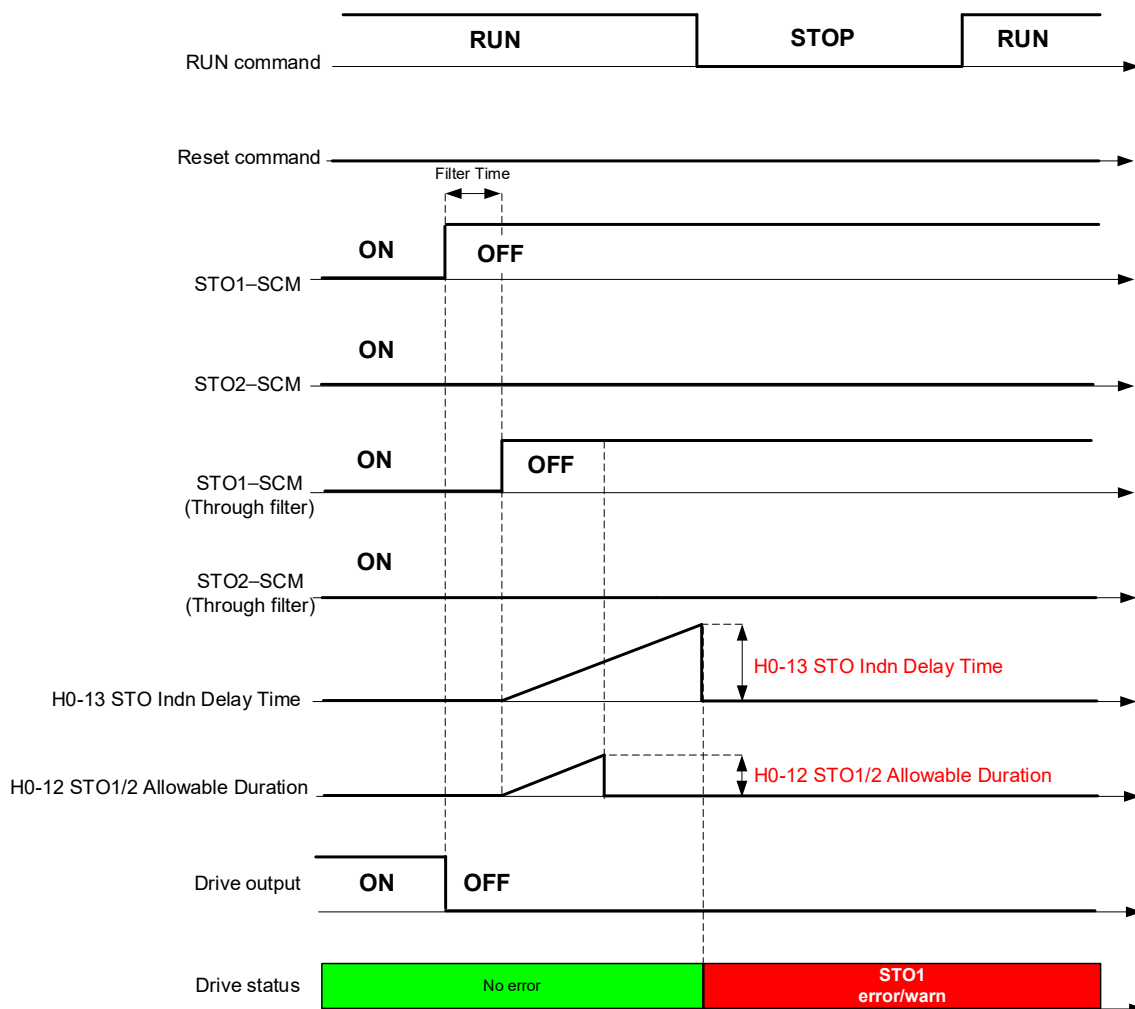 RUN
STOP
RUN
RUN command
Reset command
Filter Time
ON
OFF
STO1–SCM
ON
STO2–SCM
ON
OFF
STO1–SCM
(Through filter)
ON
STO2–SCM
(Through filter)
H0-13 STO Indn Delay Time
H0-13 STO Indn Delay Time
H0-12 STO1/2 Allowable Duration
H0-12 STO1/2 Allowable Duration
Drive output
ON
OFF
Drive status
No error
STO1
error/warn